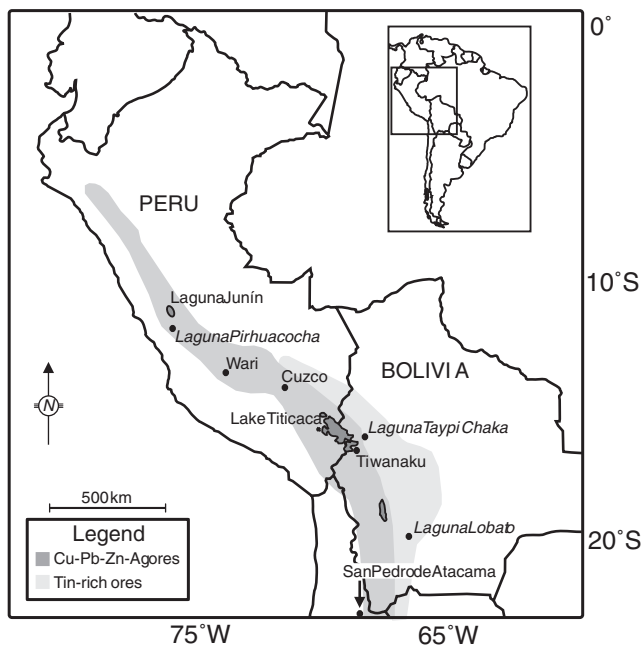 0°
PERU
10°S
LagunaJunín
LagunaPirhuacocha
Wari
Cuzco
BOLIVI A
N
LakeTiticaca
LagunaTaypi Chaka
Tiwanaku
500km
LagunaLobato
Legend
Cu-Pb-Zn-Agores
Tin-rich ores
20°S
SanPedrodeAtacama
75°W
65°W